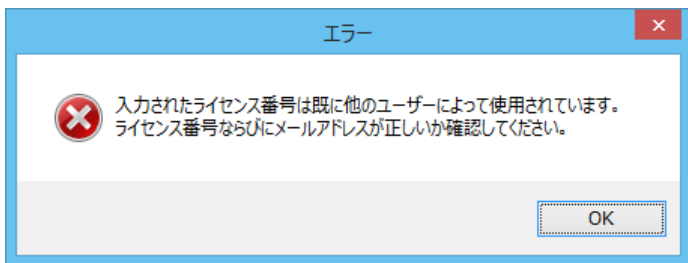 エラー
入力されたライセンス番号は既に他のユーザーによって使用されています。
ライセンス番号ならびにメールアドレスが正しいか確認してください。
OK